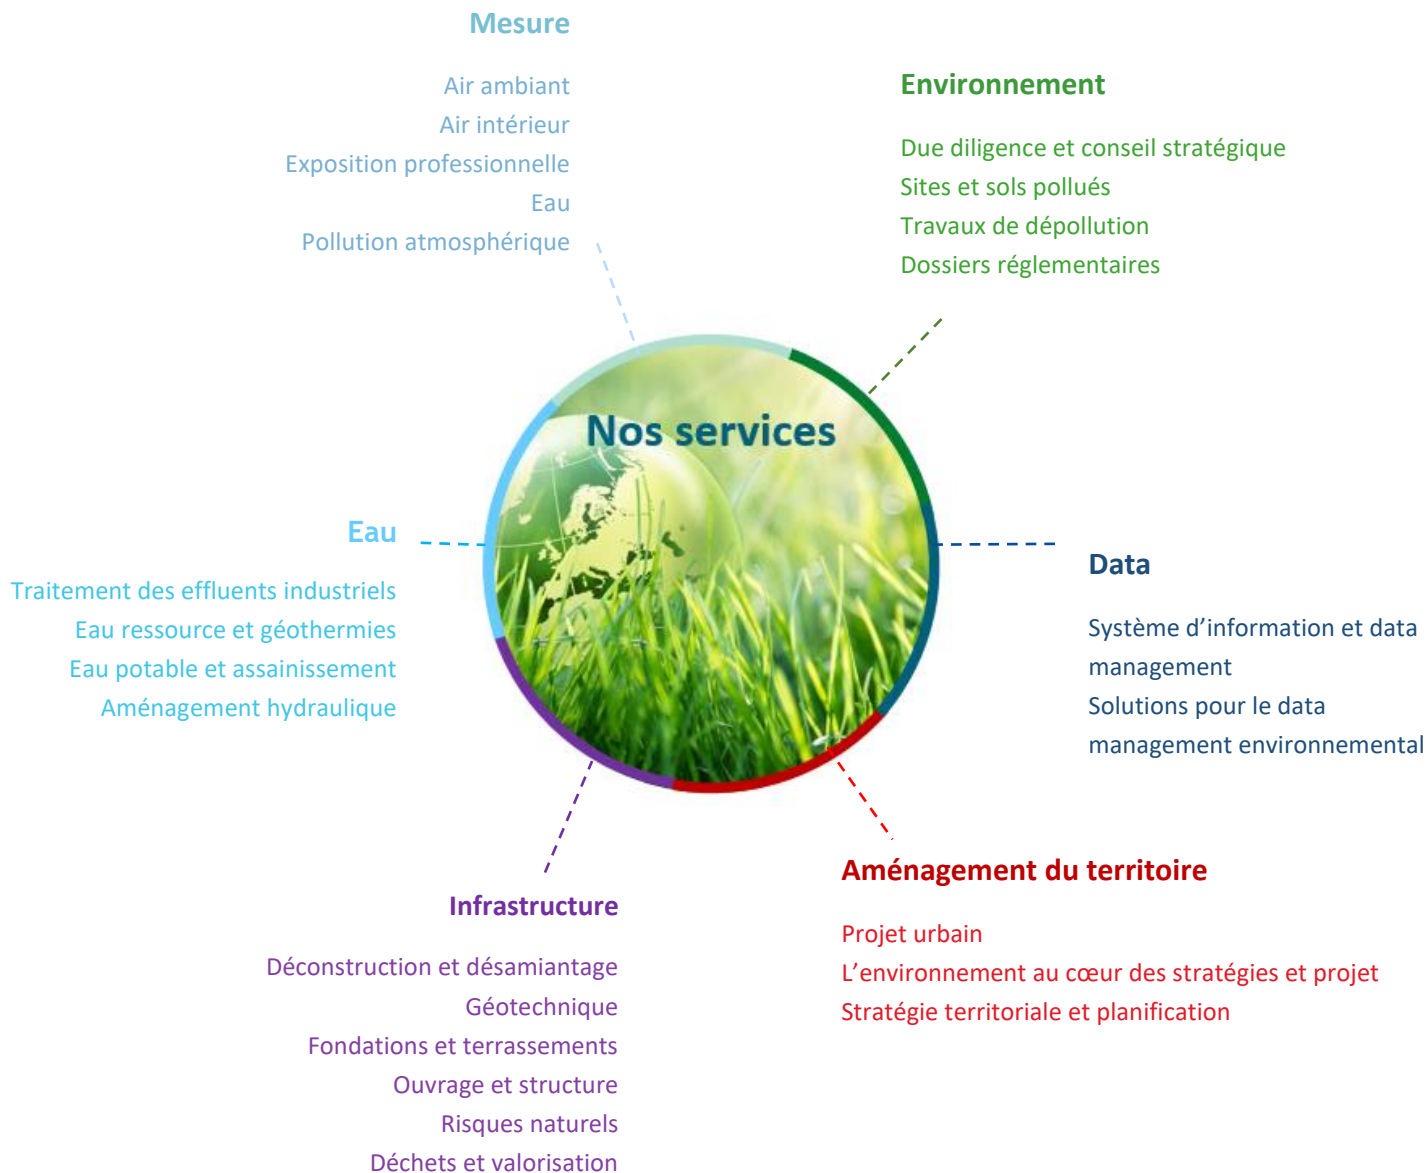 Mesure
Air ambiant
Air intérieur
Exposition professionnelle
Eau
Pollution atmosphérique
Environnement
Due diligence et conseil stratégique
Sites et sols pollués
Travaux de dépollution
Dossiers réglementaires
Nos services
Eau
Traitement des effluents industriels
Eau ressource et géothermies
Eau potable et assainissement
Aménagement hydraulique
Data
Système d’information et data
management
Solutions pour le data
management environnemental
Infrastructure
Déconstruction et désamiantage
Géotechnique
Fondations et terrassements
Ouvrage et structure
Risques naturels
Déchets et valorisation
Aménagement du territoire
Projet urbain
L’environnement au cœur des stratégies et projet
Stratégie territoriale et planification